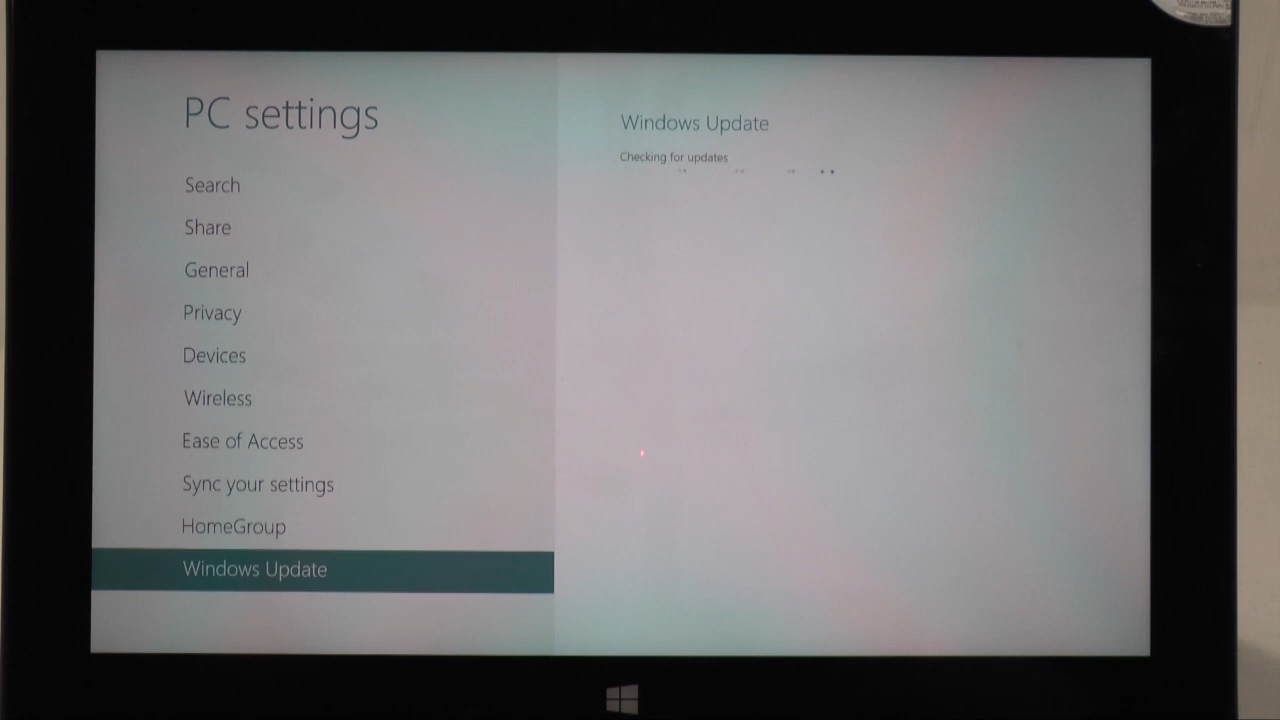 PC settings
Search
Share
General
Privacy
Devices
Wireless
Ease of Access
Sync your settings
HomeGroup
Windows Update
Windows Update
Checking for updates